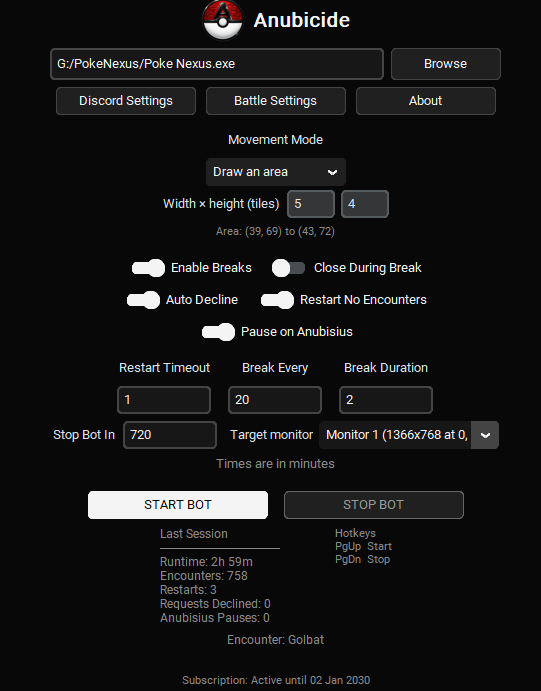 Anubicide
G:/PokeNexus/Poke Nexus.exe Browse
Discord Settings Battle Settings About
Movement Mode
Draw an area
Width × height (tiles) 5 4
Area: (39, 69) to (43, 72)
Enable Breaks Close During Break
Auto Decline Restart No Encounters
Pause on Anubisius
Restart Timeout Break Every Break Duration
1 20 2
Stop Bot In 720 Target monitor Monitor 1 (1366x768 at 0,
Times are in minutes
START BOT STOP BOT
Last Session
Runtime: 2h 59m
Encounters: 758
Restarts: 3
Requests Declined: 0
Anubisius Pauses: 0
Hotkeys
PgUp Start
PgDn Stop
Encounter: Golbat
Subscription: Active until 02 Jan 2030